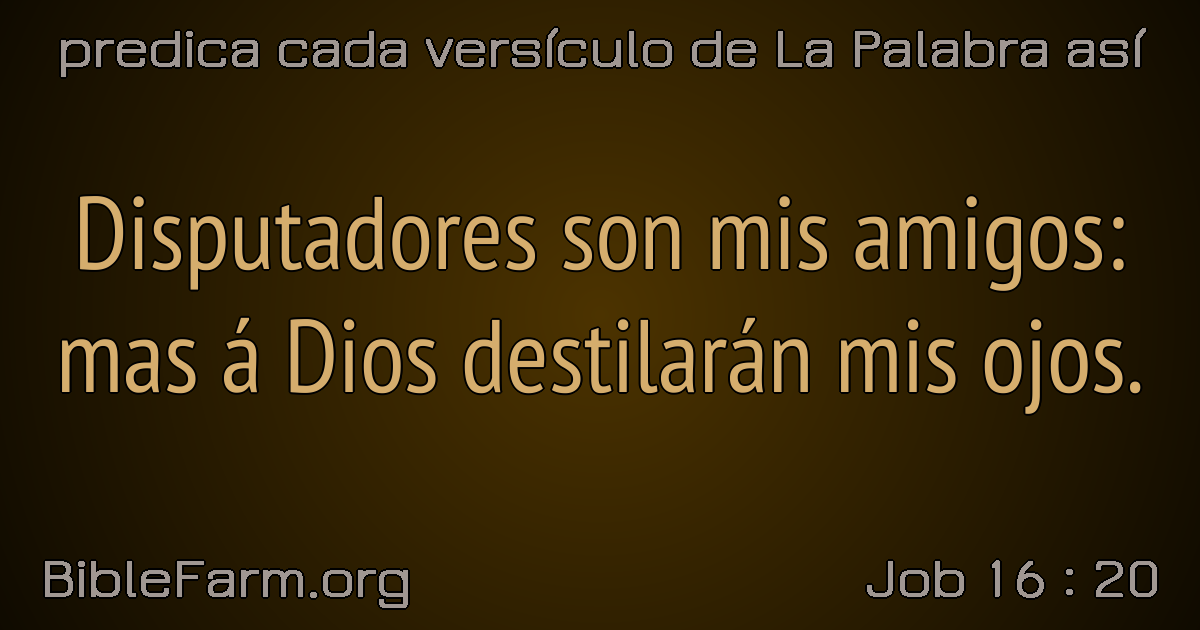 predica cada versículo de La Palabra así
Disputadores son mis amigos:
mas á Dios destilarán mis ojos.
BibleFarm.org
Job 16 : 20